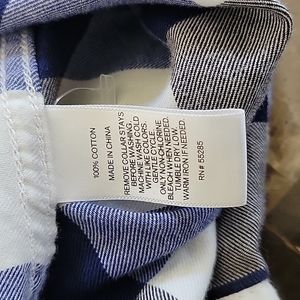 100% COTTON
MADE IN CHINA
REMOVE COLLAR STAYS
BEFORE WASHING.
MACHINE WASH COLD
WITH LIKE COLORS.
GENTLE CYCLE.
ONLY NON-CHLORINE
BLEACH WHEN NEEDED.
TUMBLE DRY LOW.
WARM IRON IF NEEDED.
RN# 55285